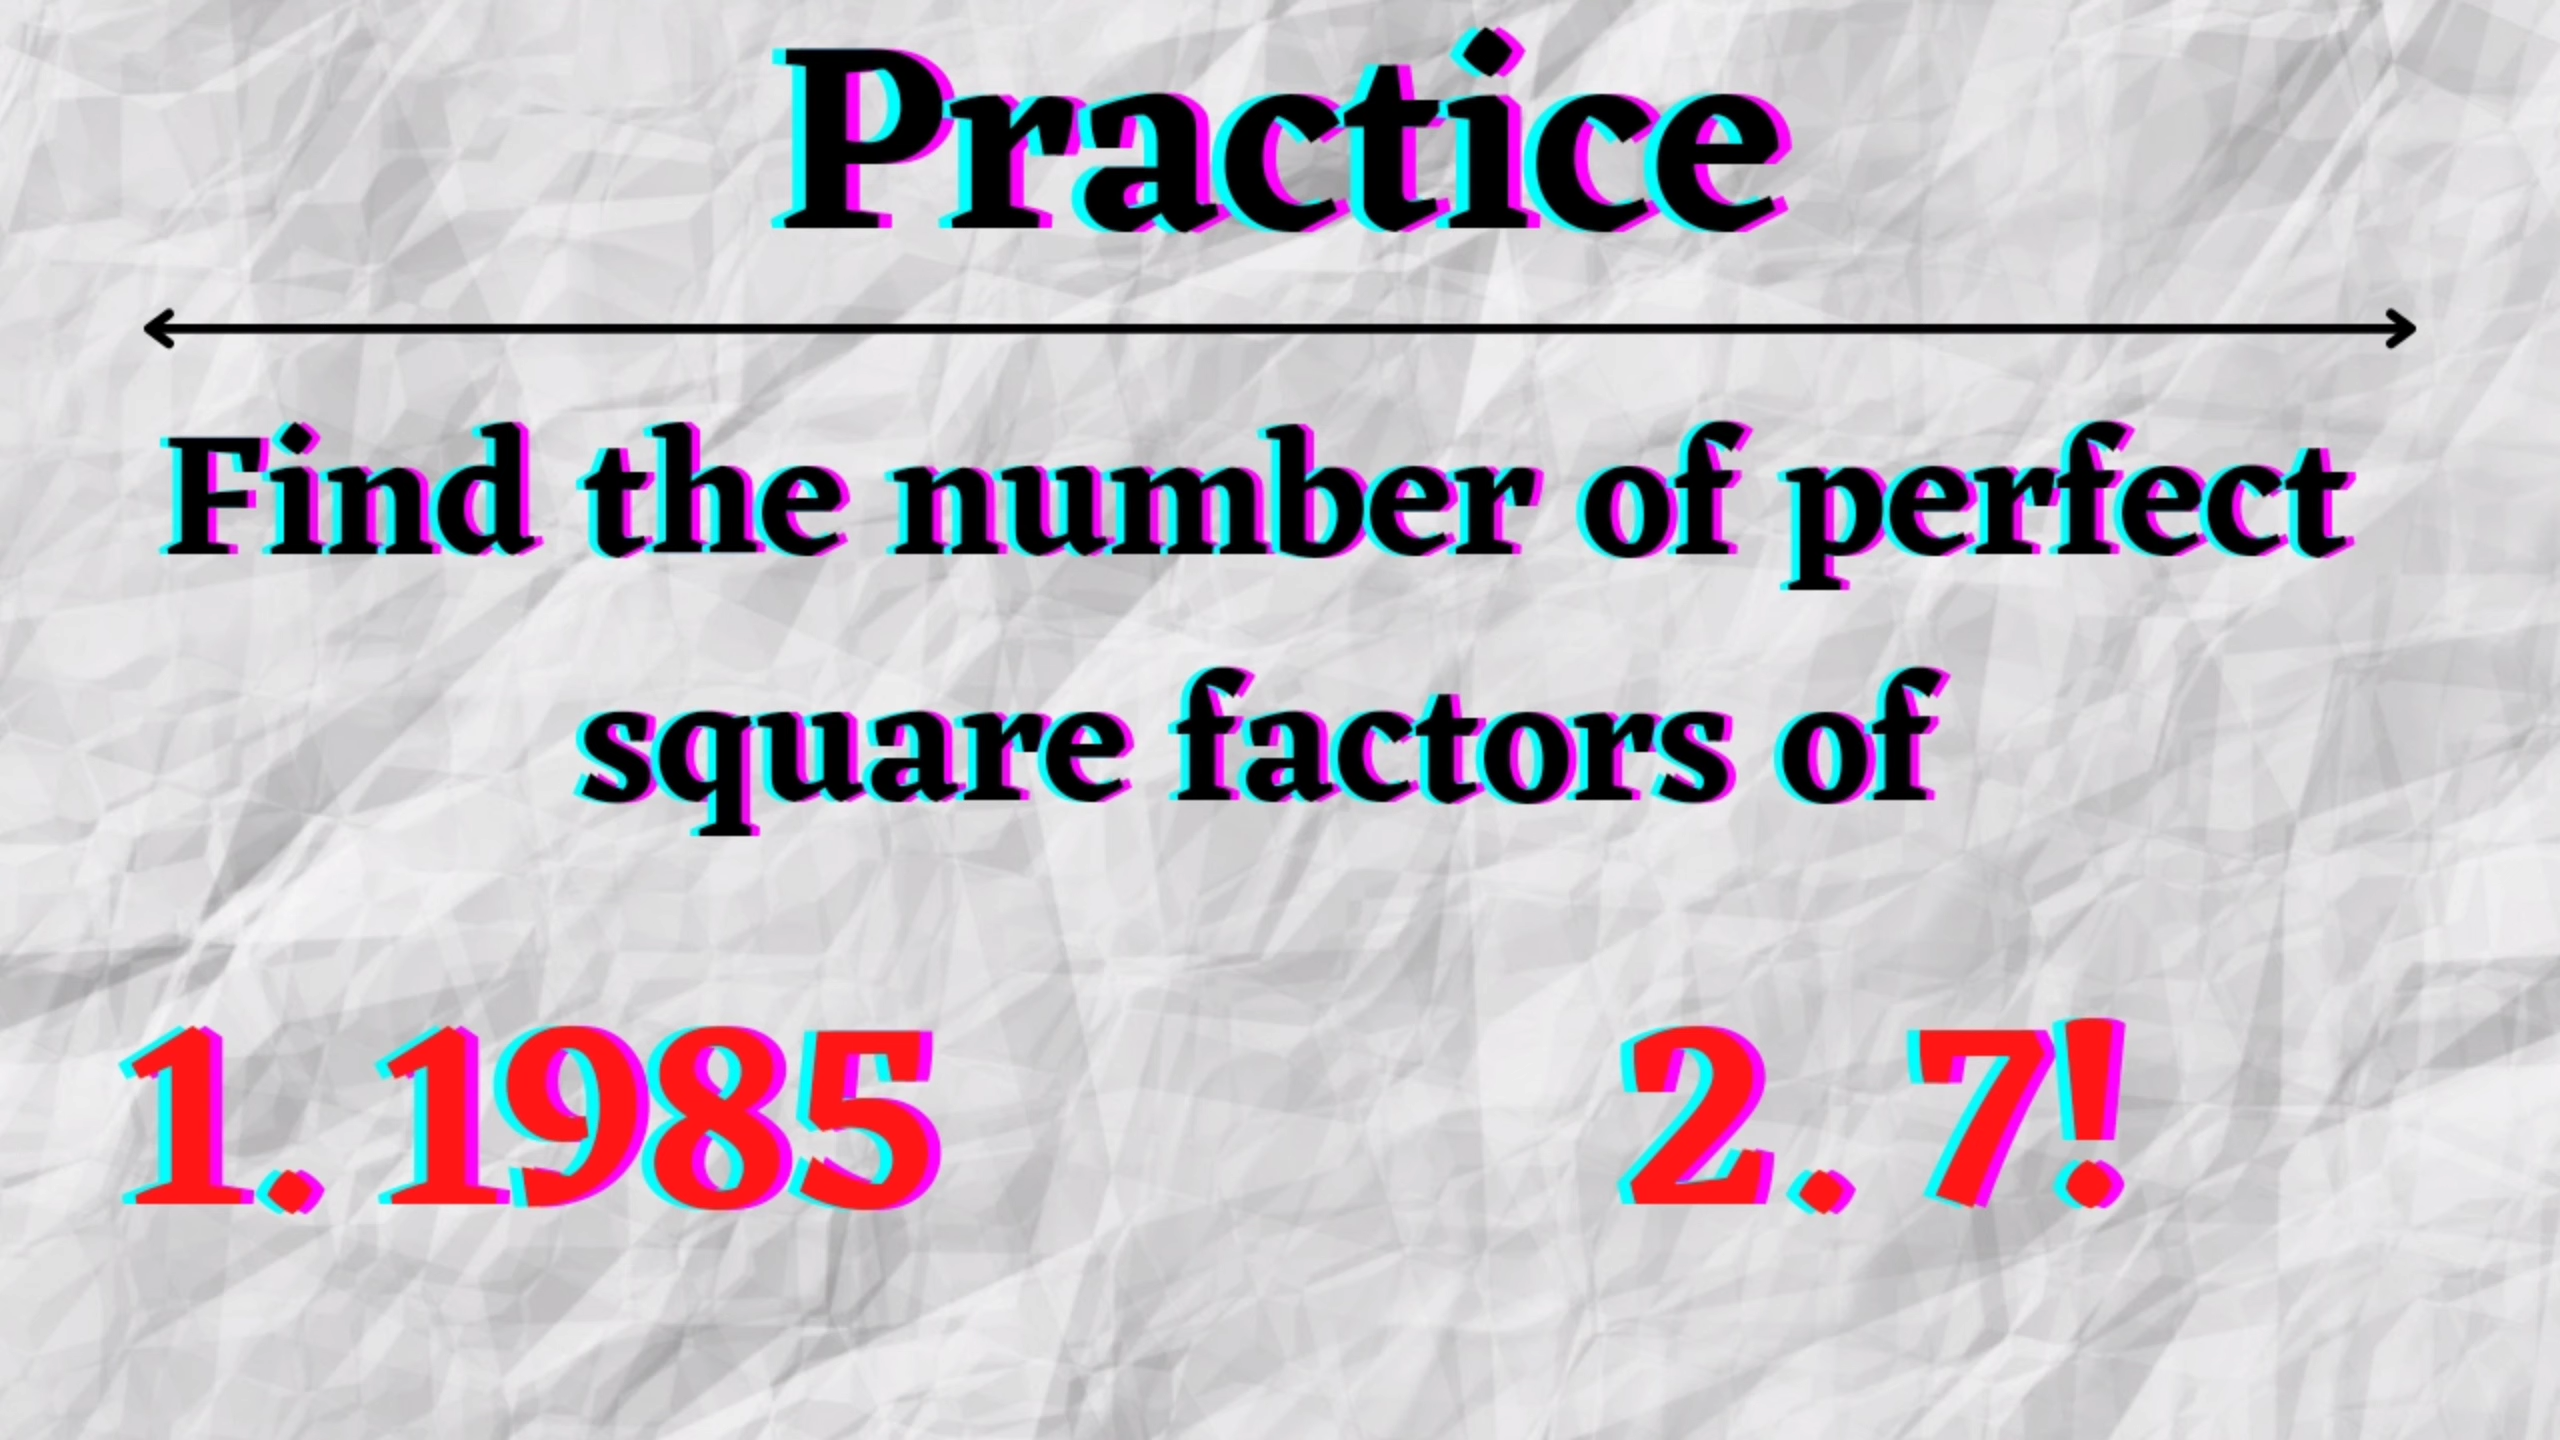 Practice
Find the number of perfect
square factors of
1. 1985 2. 7!